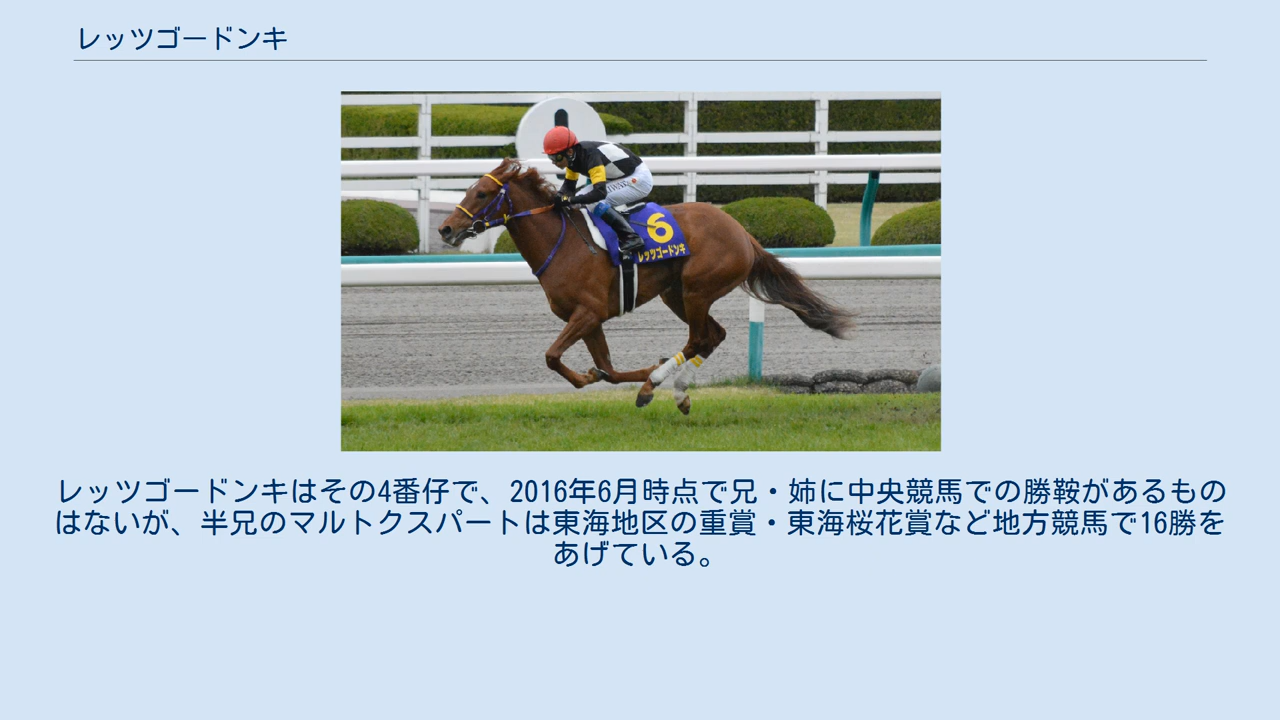 レッツゴードンキ
6
レッツゴードンキ
レッツゴードンキはその4番仔で、2016年6月時点で兄・姉に中央競馬での勝鞍があるもの
はないが、半兄のマルトクスパートは東海地区の重賞・東海桜花賞など地方競馬で16勝を
あげている。